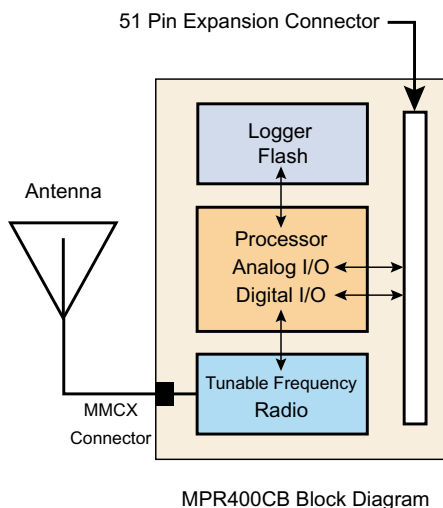 51 Pin Expansion Connector
Logger
Flash
Antenna
Processor
Analog I/O
Digital I/O
Tunable Frequency
Radio
MMCX
Connector
MPR400CB Block Diagram